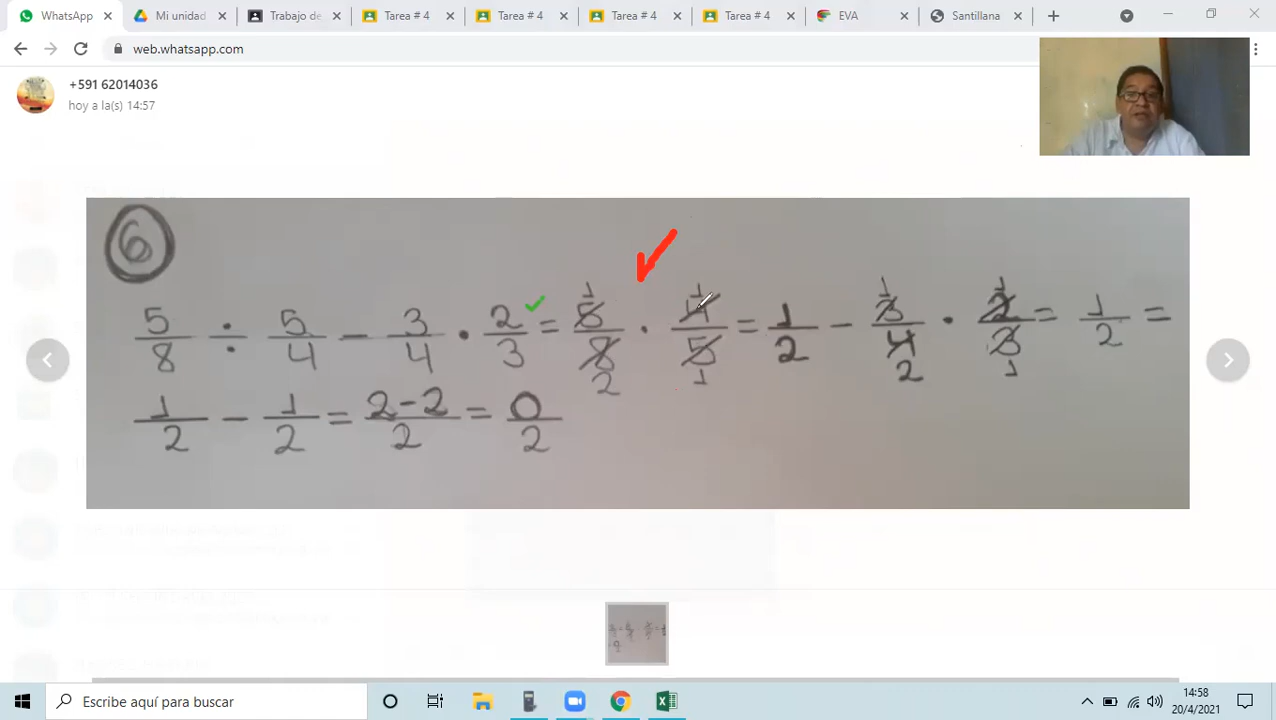 WhatsApp
Mi unidad
Trabajo de
Tarea # 4
Tarea # 4
Tarea # 4
Tarea # 4
EVA
Santillana
web.whatsapp.com
+591 62014036
hoy a la(s) 14:57
6
5/8 ÷ 5/4 − 3/4 • 2/3 = 5/8 • 4/5 = 1/2 − 3/4 • 2/3 = 1/2 =
1/2 − 1/2 = 2-2/2 = 0/2
Escribe aquí para buscar
14:58
20/4/2021